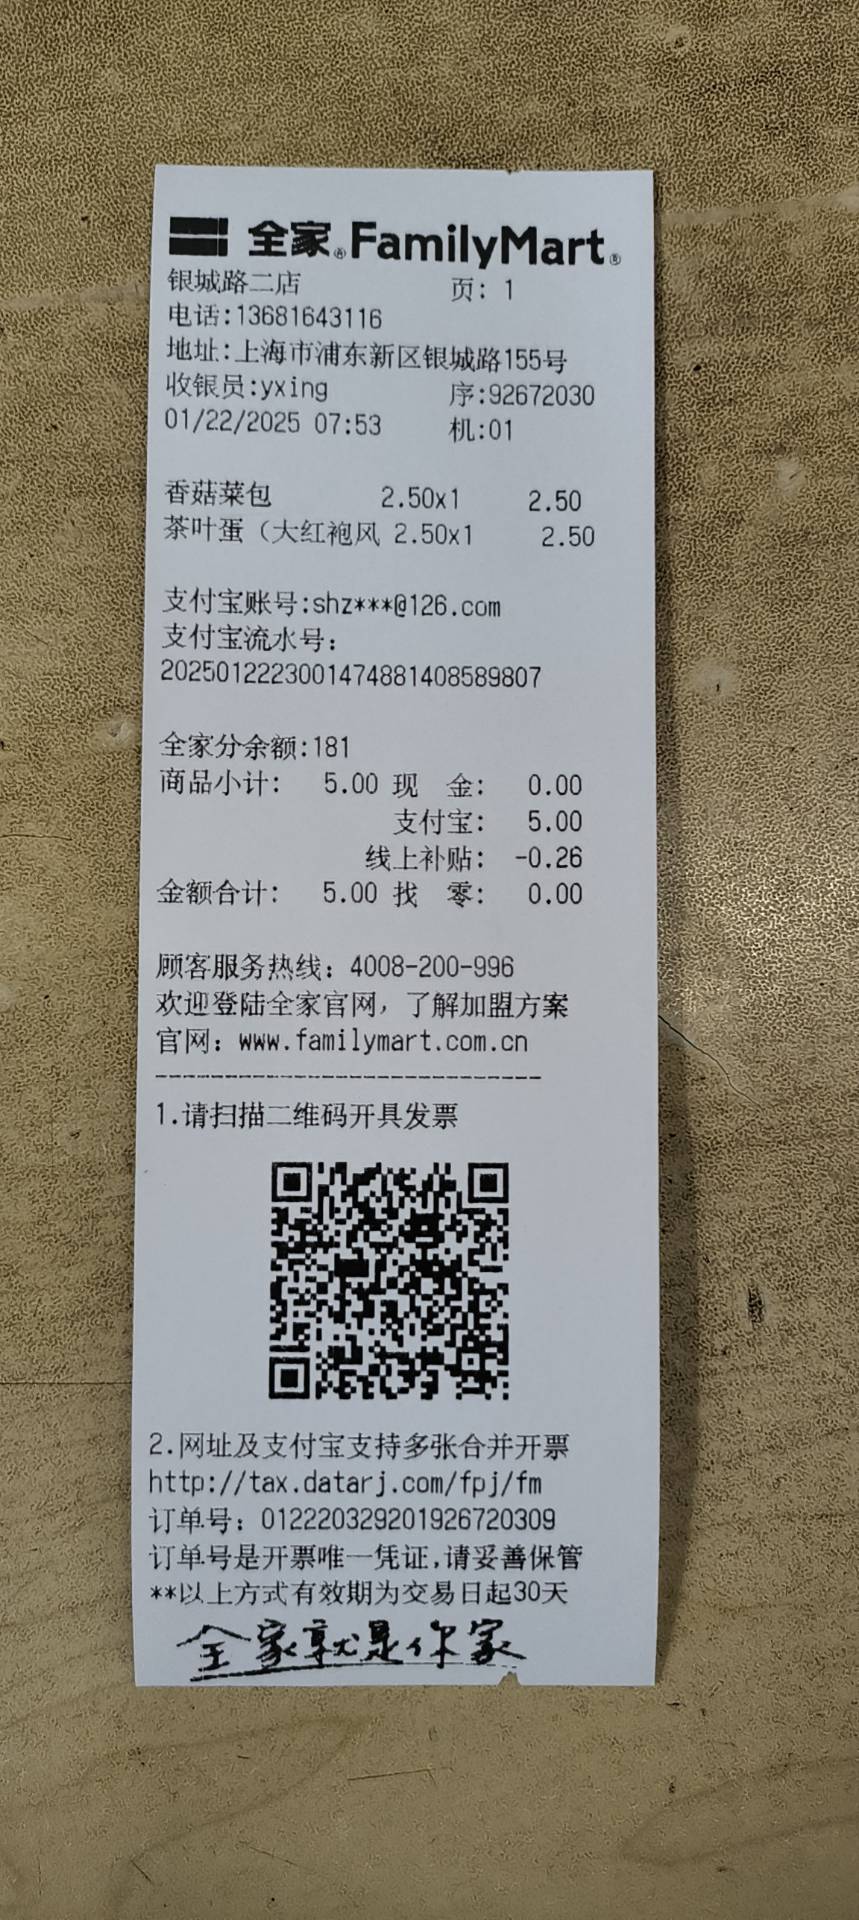 全家® FamilyMart®
银城路二店 页: 1
电话:13681643116
地址:上海市浦东新区银城路155号
收银员:yxing 序:92672030
01/22/2025 07:53 机:01
香菇菜包 2.50x1 2.50
茶叶蛋（大红袍风 2.50x1 2.50
支付宝账号:shz***@126.com
支付宝流水号:
2025012223001474881408589807
全家分余额:181
商品小计: 5.00 现 金: 0.00
支付宝: 5.00
线上补贴: -0.26
金额合计: 5.00 找 零: 0.00
顾客服务热线: 4008-200-996
欢迎登陆全家官网, 了解加盟方案
官网: www.familymart.com.cn
----------------------------
1.请扫描二维码开具发票
2.网址及支付宝支持多张合并开票
http://tax.datarj.com/fpj/fm
订单号: 012220329201926720309
订单号是开票唯一凭证,请妥善保管
**以上方式有效期为交易日起30天
全家就是你家